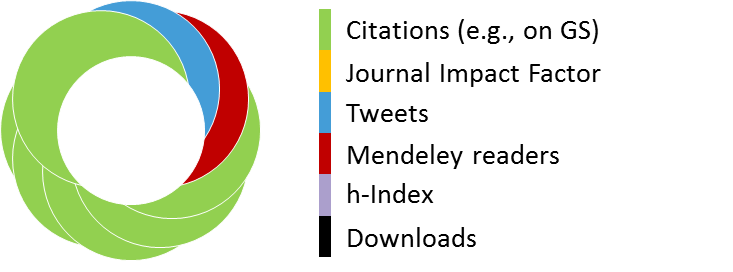 Citations (e.g., on GS)
Journal Impact Factor
Tweets
Mendeley readers
h-Index
Downloads